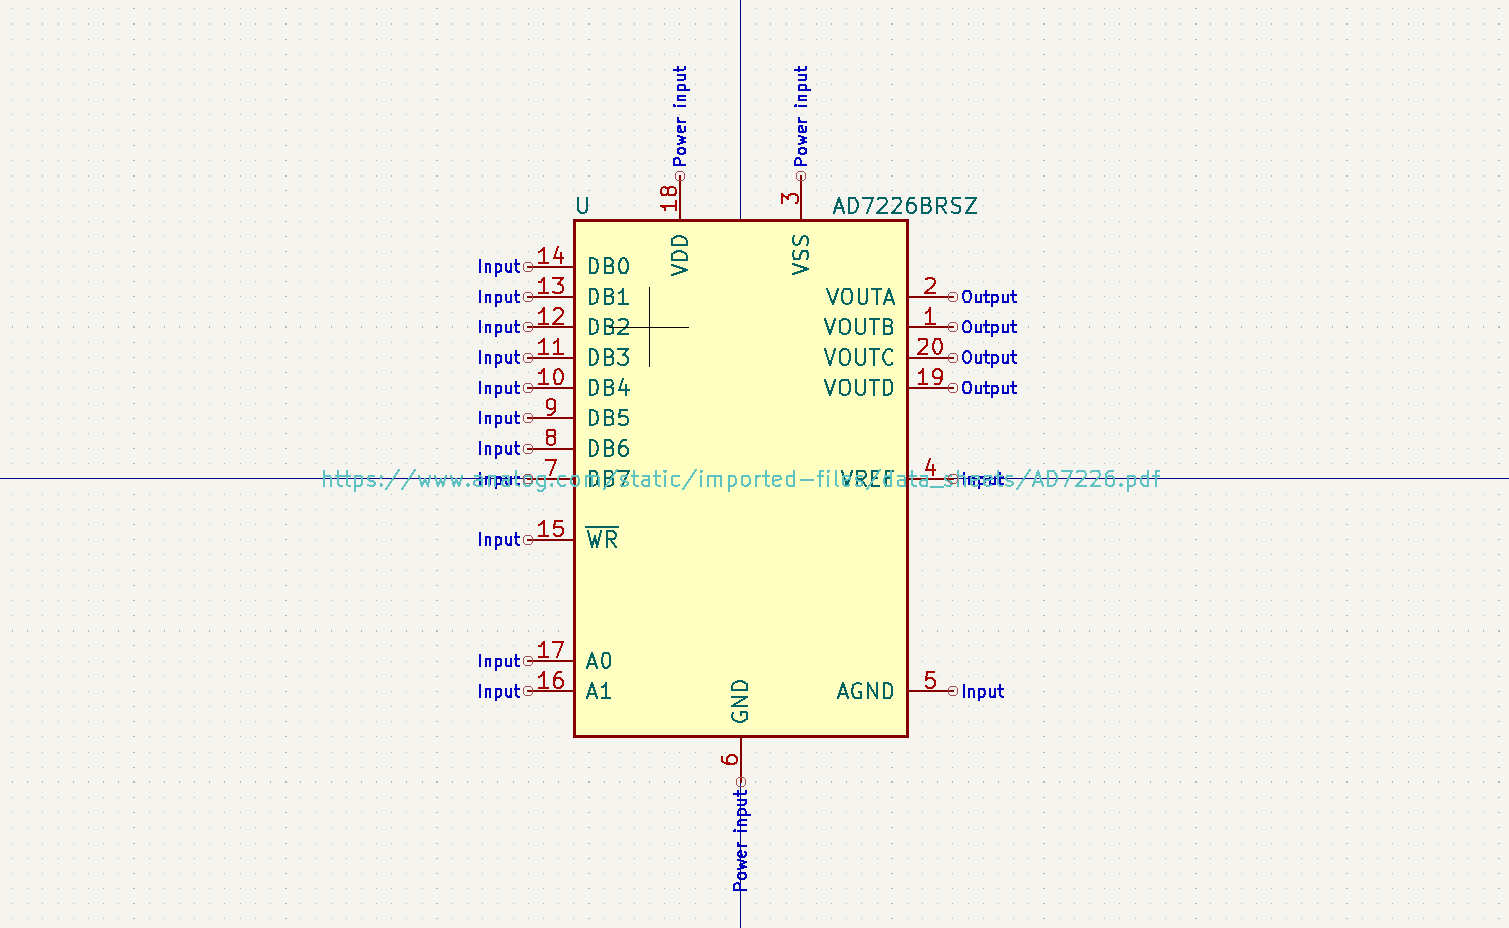 Power input
Power input
18
3
U
AD7226BRSZ
VDD
VSS
Input 14 DB0
Input 13 DB1
VOUTA 2 Output
Input 12 DB2
VOUTB 1 Output
Input 11 DB3
VOUTC 20 Output
Input 10 DB4
VOUTD 19 Output
Input 9 DB5
Input 8 DB6
Input 7 DB7
VREF 4 Input
https://www.analog.com/static/imported-files/data_sheets/AD7226.pdf
Input 15 WR
Input 17 A0
Input 16 A1
AGND 5 Input
GND
6
Power input